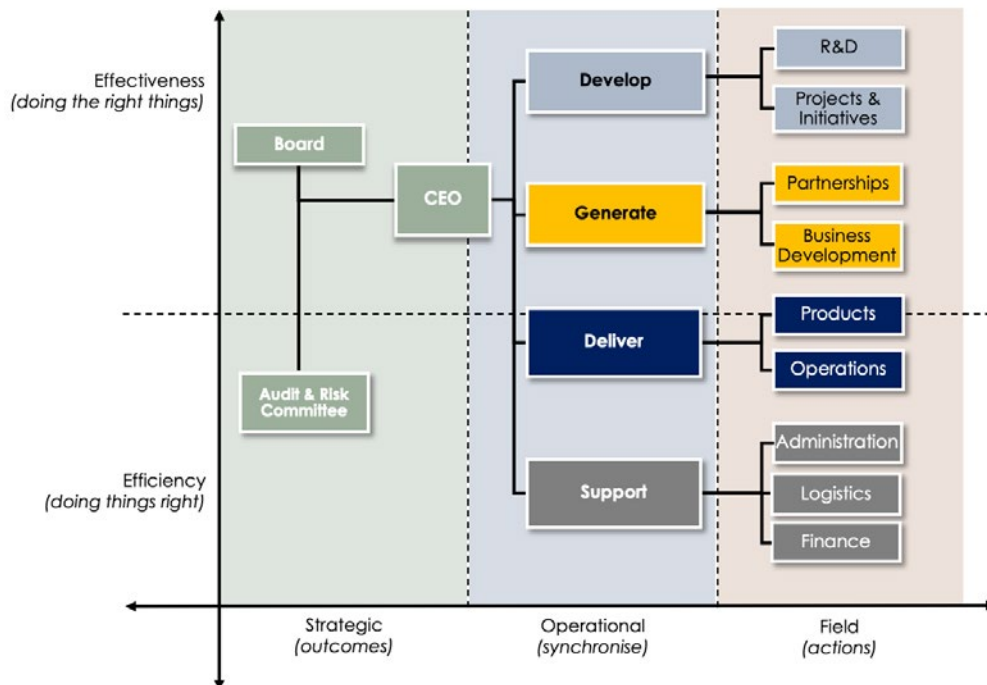 Effectiveness
(doing the right things)
Board
Audit & Risk
Committee
CEO
Develop
Generate
Deliver
Support
R&D
Projects &
Initiatives
Partnerships
Business
Development
Products
Operations
Administration
Logistics
Finance
Efficiency
(doing things right)
Strategic
(outcomes)
Operational
(synchronise)
Field
(actions)